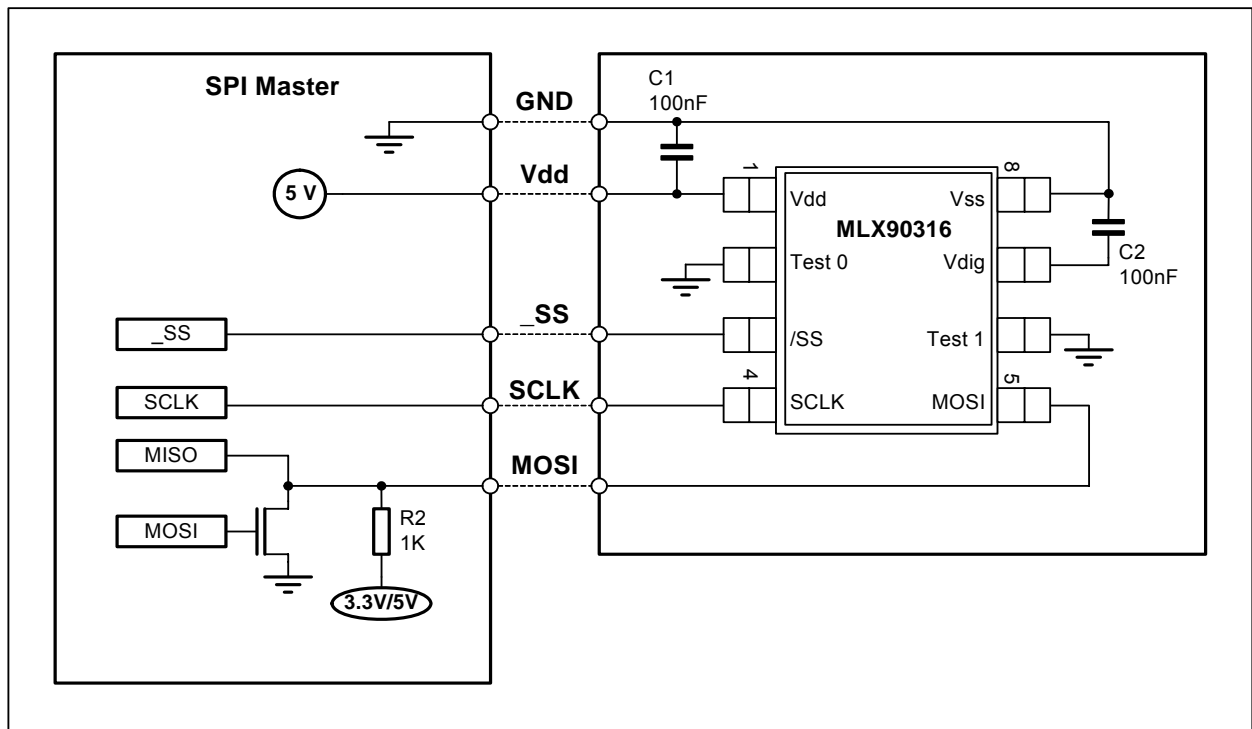 SPI Master
GND
C1
100nF
Vdd
5 V
1
8
Vdd
Vss
MLX90316
Test 0
Vdig
C2
100nF
_SS
_SS
/SS
Test 1
SCLK
SCLK
4
5
SCLK
MOSI
MISO
MOSI
MOSI
R2
1K
3.3V/5V